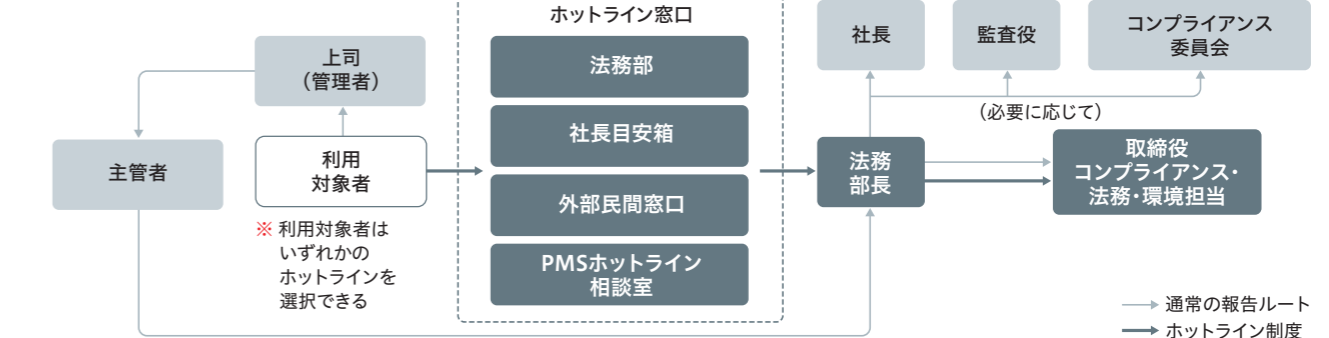 ホットライン窓口
上司
（管理者）
主管者
利用
対象者
※ 利用対象者は
いずれかの
ホットラインを
選択できる
法務部
社長目安箱
外部民間窓口
PMSホットライン
相談室
社長
監査役
コンプライアンス
委員会
（必要に応じて）
法務
部長
取締役
コンプライアンス・
法務・環境担当
通常の報告ルート
ホットライン制度